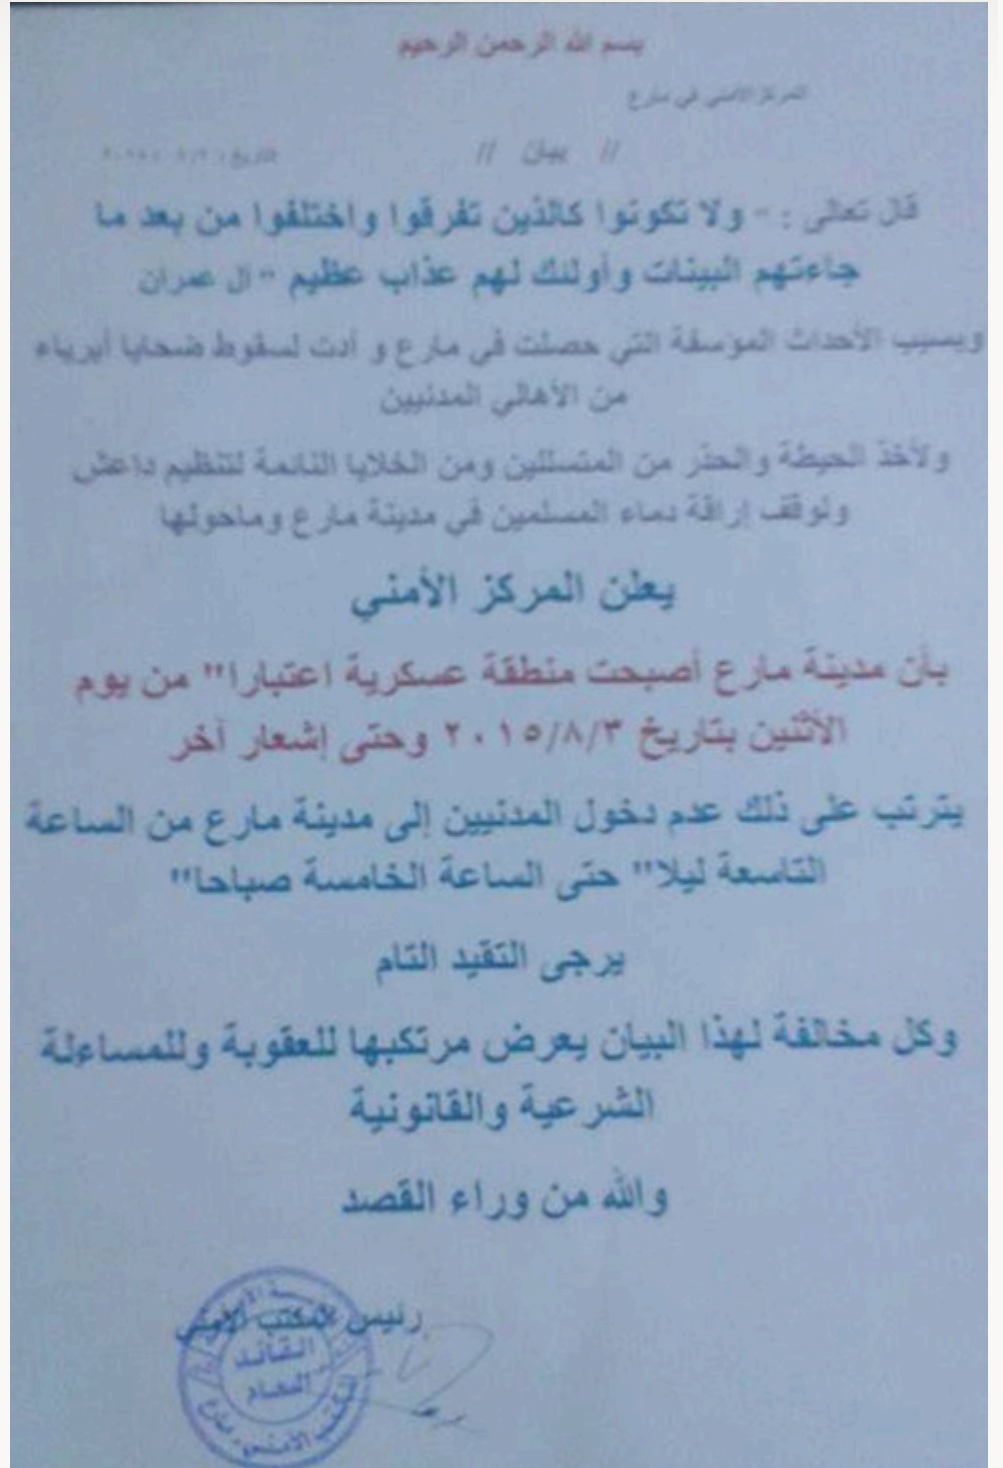 بسم الله الرحمن الرحيم
المركز الأمني في مارع
// بيان //
قال تعالى : " ولا تكونوا كالذين تفرقوا واختلفوا من بعد ما
جاءتهم البينات وأولئك لهم عذاب عظيم " آل عمران
وبسبب الأحداث المؤسفة التي حصلت في مارع و أدت لسقوط ضحايا أبرياء
من الأهالي المدنيين
ولأخذ الحيطة والحذر من المتسللين ومن الخلايا النائمة لتنظيم داعش
ولوقف إراقة دماء المسلمين في مدينة مارع وماحولها
يعلن المركز الأمني
بأن مدينة مارع أصبحت منطقة عسكرية اعتبارا" من يوم
الأثنين بتاريخ ٢٠١٥/٨/٣ وحتى إشعار آخر
يترتب على ذلك عدم دخول المدنيين إلى مدينة مارع من الساعة
التاسعة ليلا" حتى الساعة الخامسة صباحا"
يرجى التقيد التام
وكل مخالفة لهذا البيان يعرض مرتكبها للعقوبة وللمساءلة
الشرعية والقانونية
والله من وراء القصد
رئيس المكتب الأمني
القائد
العام
المكتب الأمني مارع